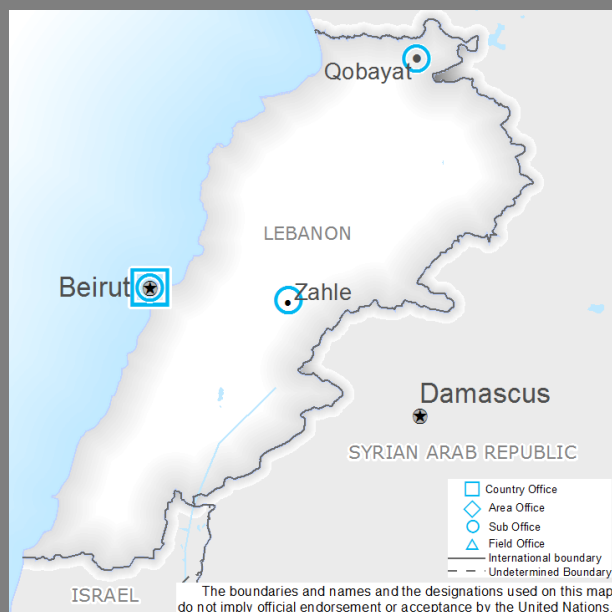 Qobayat
LEBANON
Beirut
Zahle
Damascus
SYRIAN ARAB REPUBLIC
Country Office
Area Office
Sub Office
Field Office
International boundary
Undetermined Boundary
ISRAEL
The boundaries and names and the designations used on this map
do not imply official endorsement or acceptance by the United Nation